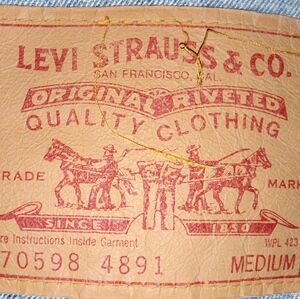 LEVI STRAUSS & CO.
SAN FRANCISCO, CAL.
ORIGINAL RIVETED
QUALITY CLOTHING
TRADE MARK
SINCE 1850
re Instructions Inside Garment WPL 423
70598 4891 MEDIUM